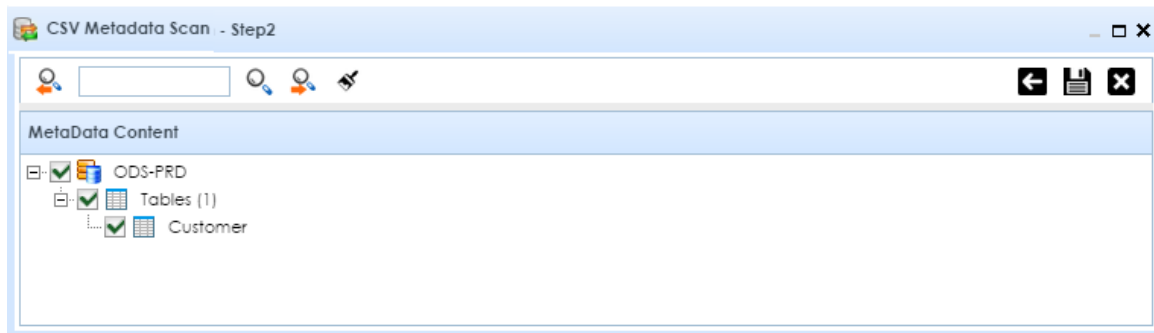 CSV Metadata Scan - Step2
MetaData Content
ODS-PRD
Tables (1)
Customer